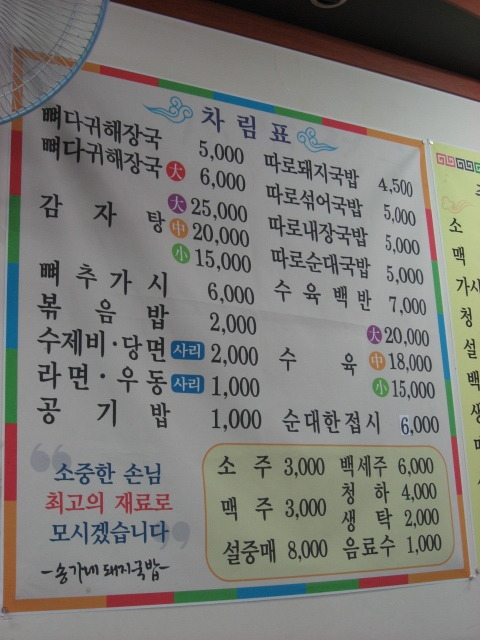 차림표
뼈다귀해장국 5,000
뼈다귀해장국 大 6,000
감자탕 大 25,000
中 20,000
小 15,000
뼈추가시 6,000
볶음밥 2,000
수제비·당면 사리 2,000
라면·우동 사리 1,000
공기밥 1,000
따로돼지국밥 4,500
따로섞어국밥 5,000
따로내장국밥 5,000
따로순대국밥 5,000
수육백반 7,000
수육 大 20,000
中 18,000
小 15,000
순대한접시 6,000
“소중한 손님
최고의 재료로
모시겠습니다”
-송가네 돼지국밥-
소주 3,000
맥주 3,000
설중매 8,000
백세주 6,000
청하 4,000
생탁 2,000
음료수 1,000
소
맥
가시
청
설
백
생